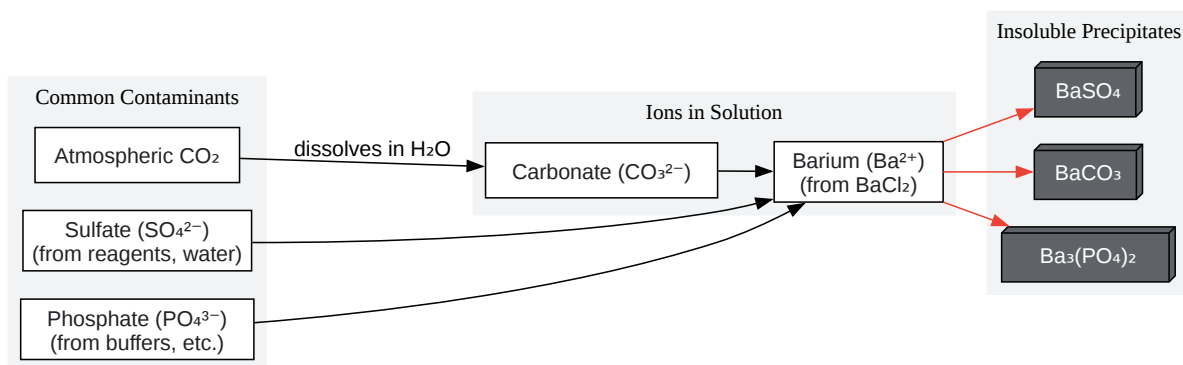 Common Contaminants
Atmospheric CO₂
Sulfate (SO₄²⁻)
(from reagents, water)
Phosphate (PO₄³⁻)
(from buffers, etc.)
dissolves in H₂O
Ions in Solution
Carbonate (CO₃²⁻)
Barium (Ba²⁺)
(from BaCl₂)
Insoluble Precipitates
BaSO₄
BaCO₃
Ba₃(PO₄)₂